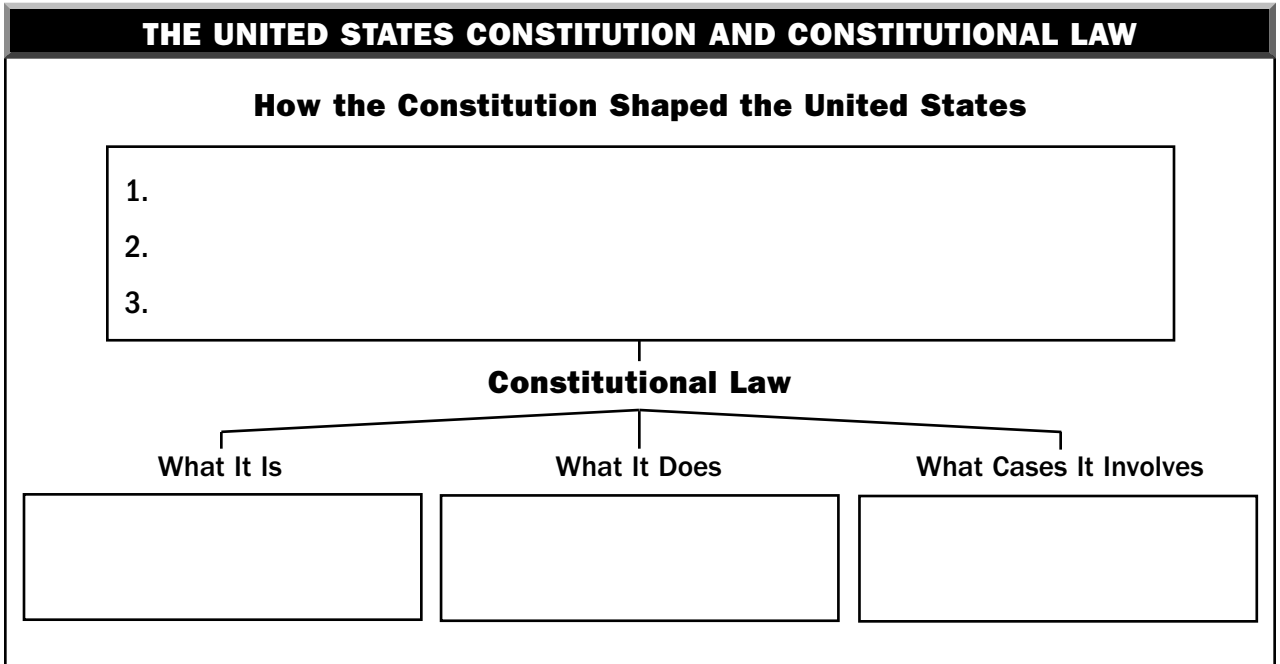 THE UNITED STATES CONSTITUTION AND CONSTITUTIONAL LAW
How the Constitution Shaped the United States
1.
2.
3.
Constitutional Law
What It Is
What It Does
What Cases It Involves